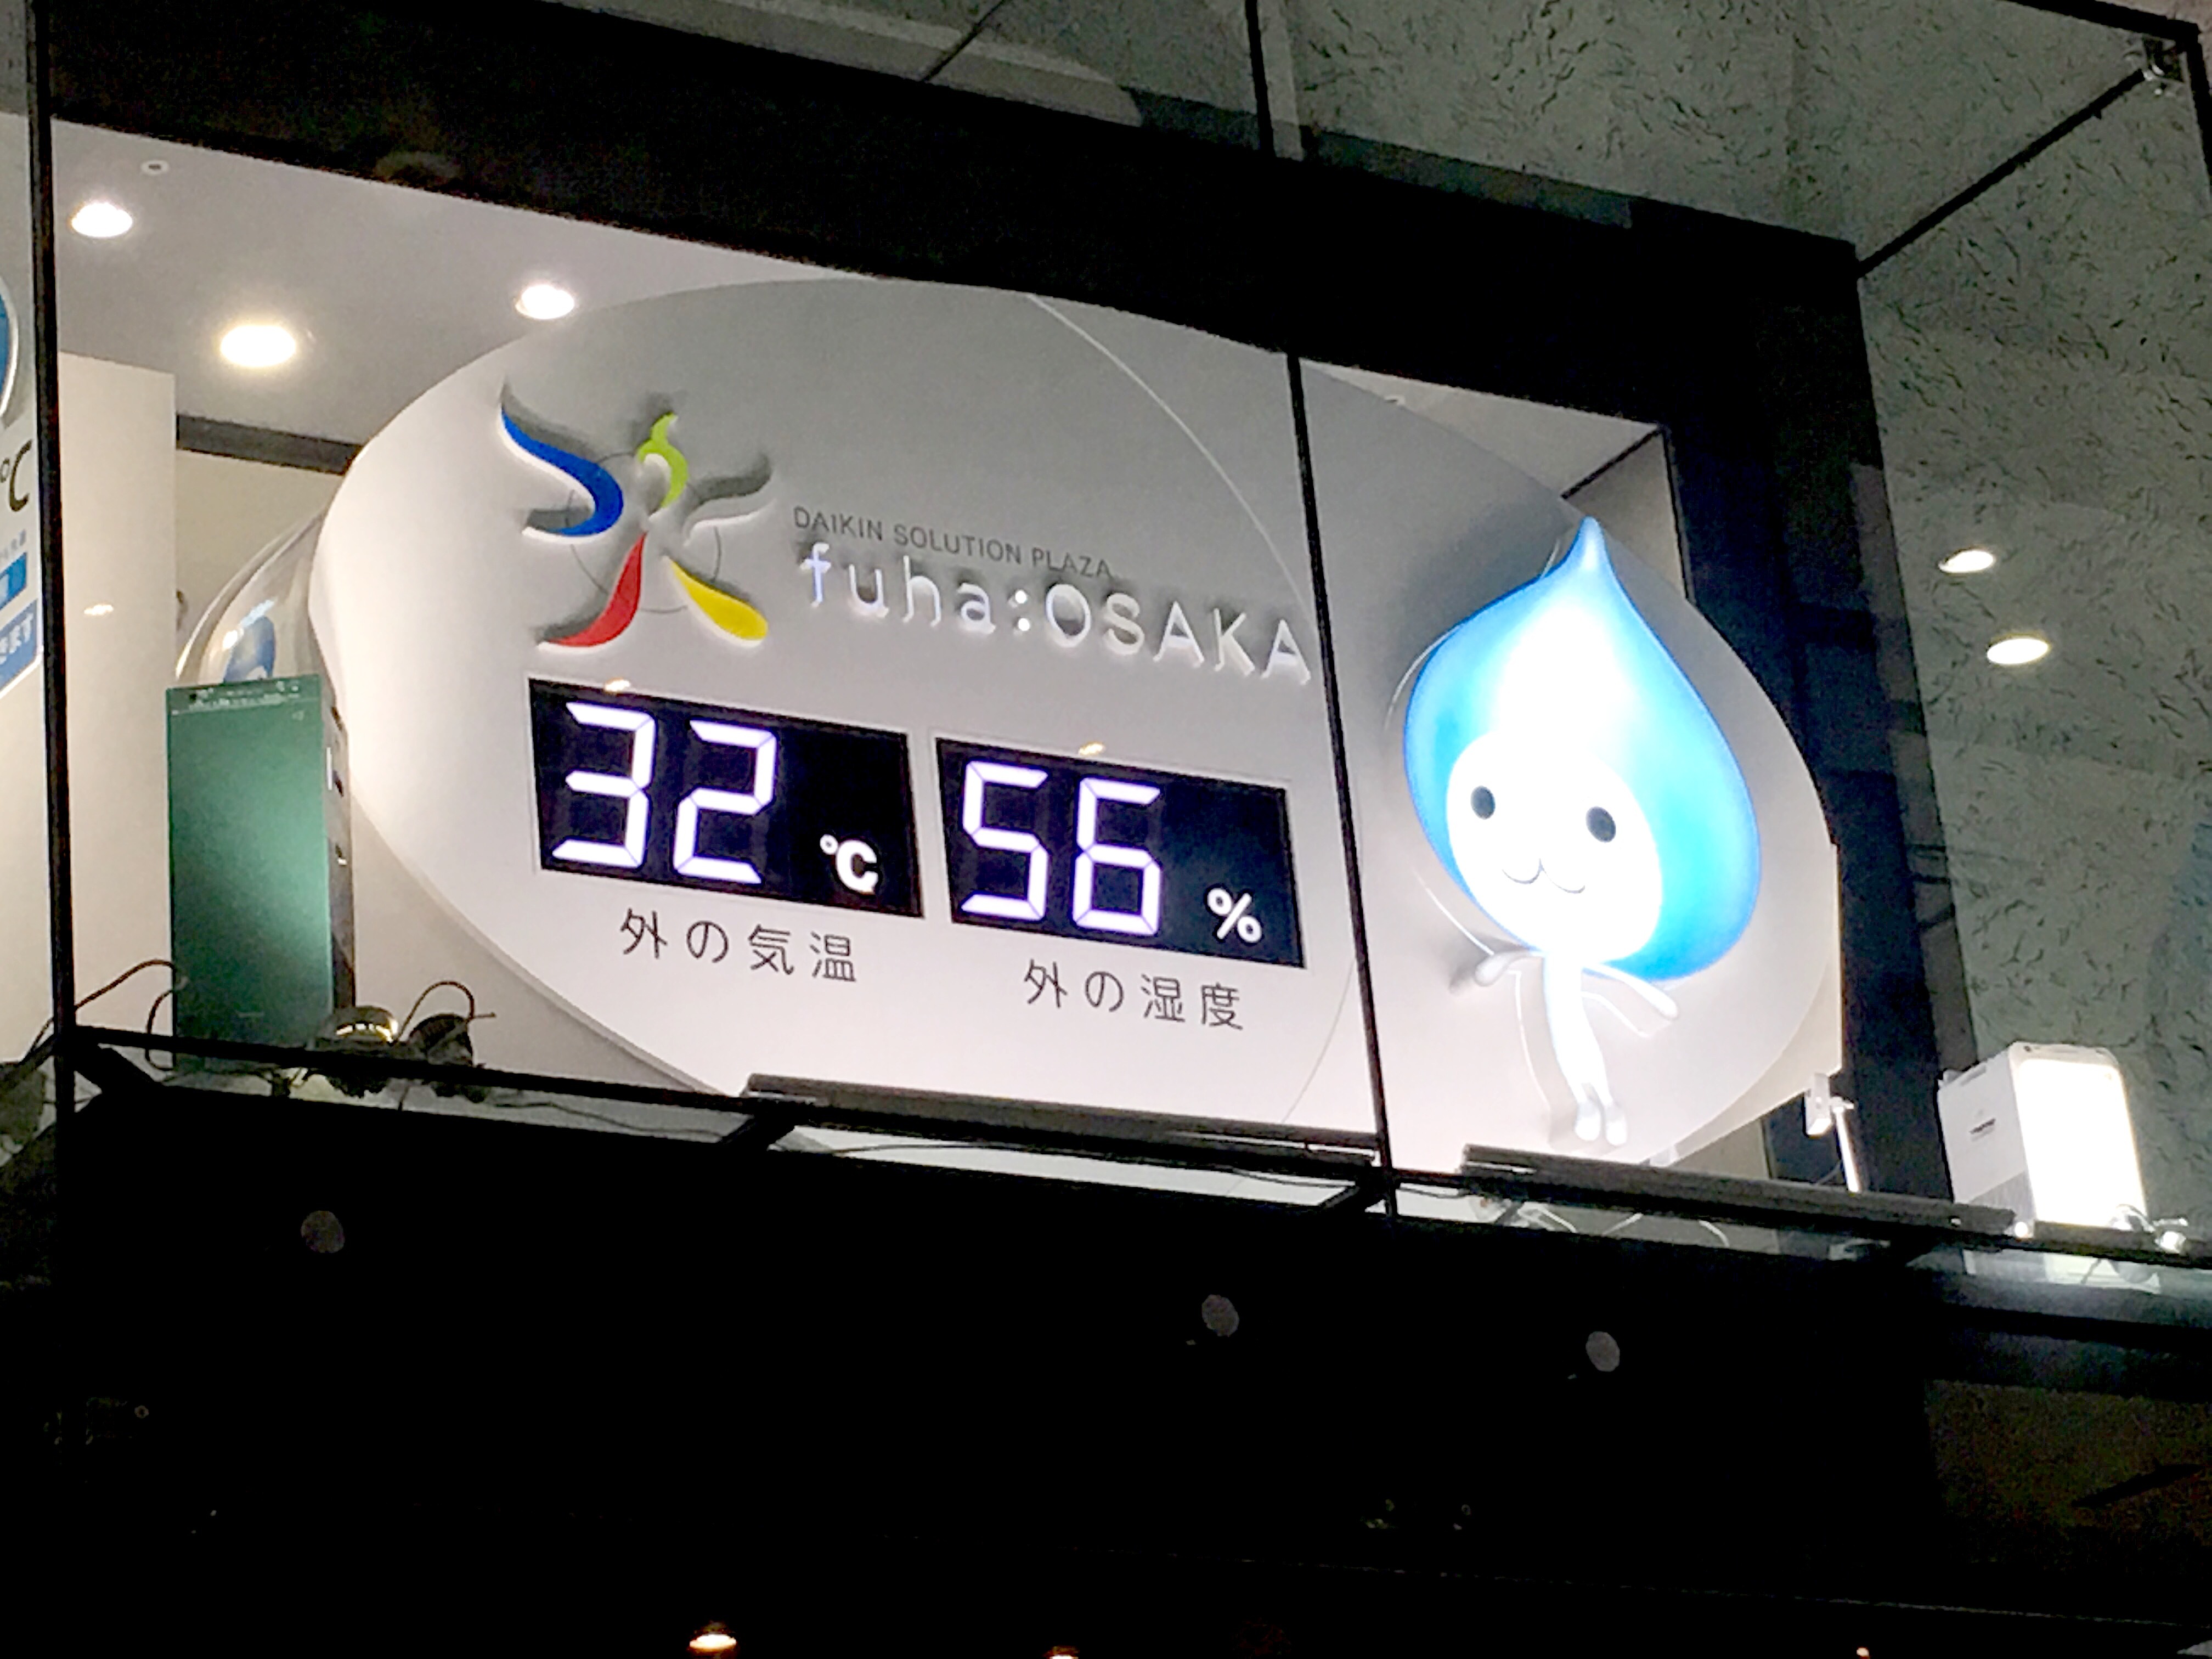 ℃
DAIKIN SOLUTION PLAZA
fuha:OSAKA
32 ℃
56 %
外の気温
外の湿度